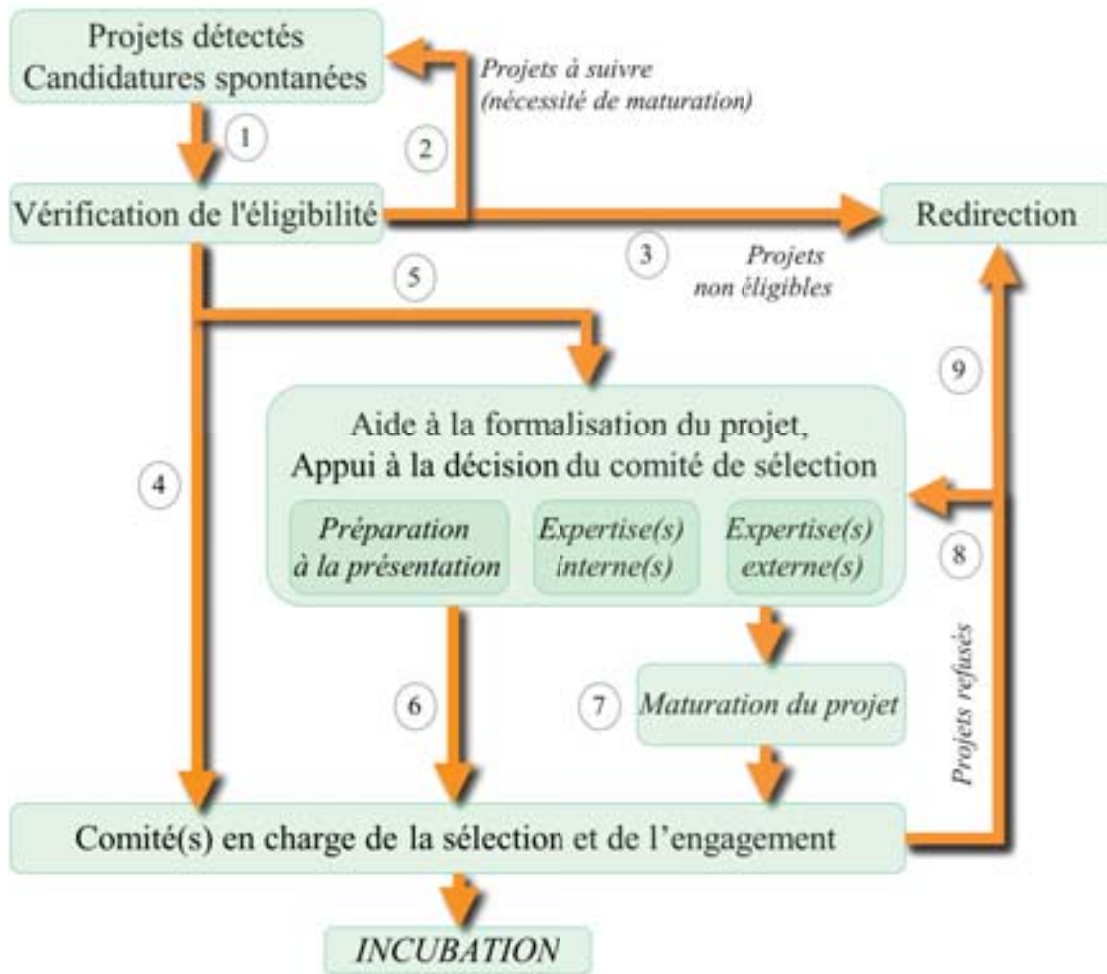 Projets détectés
Candidatures spontanées
Projets à suivre
(nécessité de maturation)
1
2
Vérification de l'éligibilité
Redirection
3
Projets
non éligibles
5
9
Aide à la formalisation du projet,
Appui à la décision du comité de sélection
4
Préparation
à la présentation
Expertise(s)
interne(s)
Expertise(s)
externe(s)
8
Projets refusés
6
7
Maturation du projet
Comité(s) en charge de la sélection et de l’engagement
INCUBATION